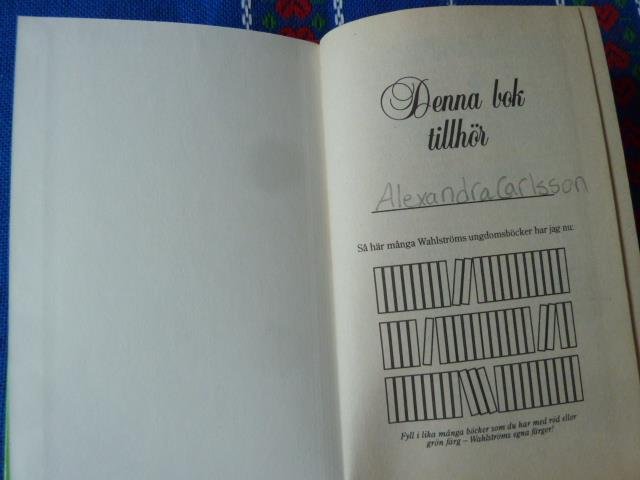 Denna bok
tillhör
Alexandra Carlsson
Så här många Wahlströms ungdomsböcker har jag nu:
Fyll i lika många böcker som du har med röd eller
grön färg – Wahlströms egna färger!